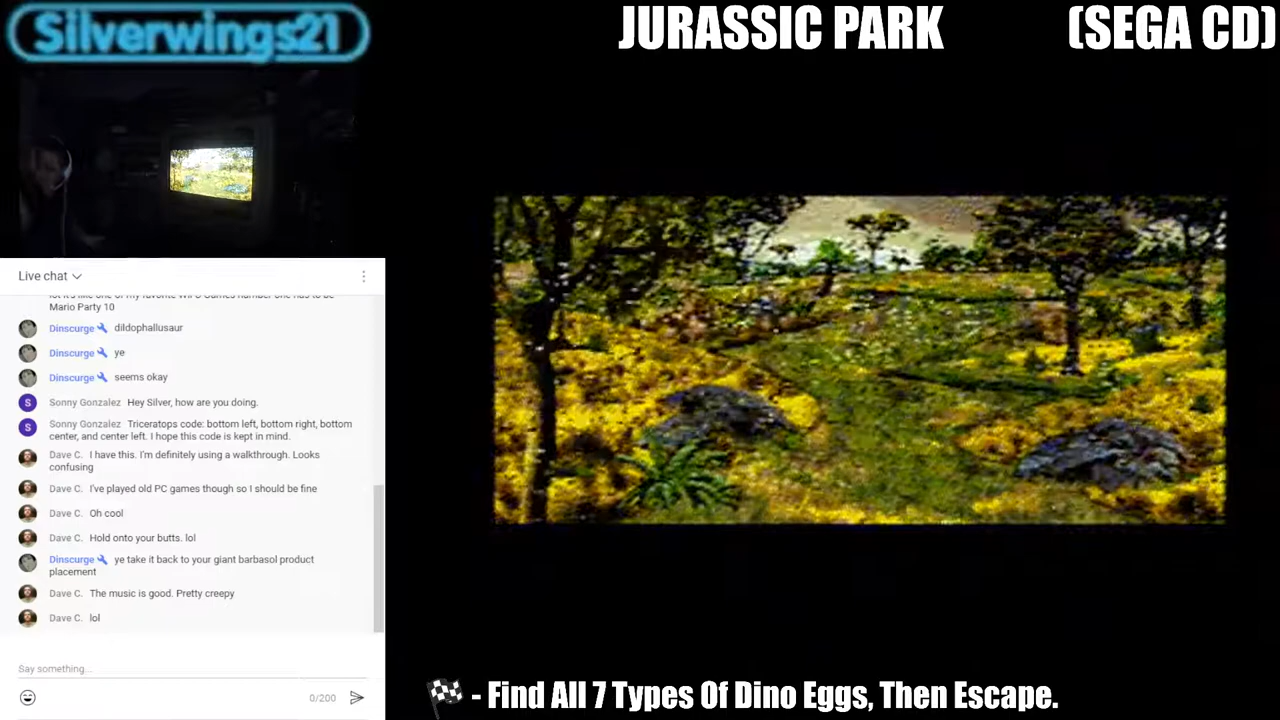 Silverwings21
JURASSIC PARK (SEGA CD)
Live chat
Mario Party 10
Dinscurge dildophallusaur
Dinscurge ye
Dinscurge seems okay
S Sonny Gonzalez Hey Silver, how are you doing.
S Sonny Gonzalez Triceratops code: bottom left, bottom right, bottom
center, and center left. I hope this code is kept in mind.
Dave C. I have this. I'm definitely using a walkthrough. Looks
confusing
Dave C. I've played old PC games though so I should be fine
Dave C. Oh cool
Dave C. Hold onto your butts. lol
Dinscurge ye take it back to your giant barbasol product
placement
Dave C. The music is good. Pretty creepy
Dave C. lol
Say something...
0/200
- Find All 7 Types Of Dino Eggs, Then Escape.